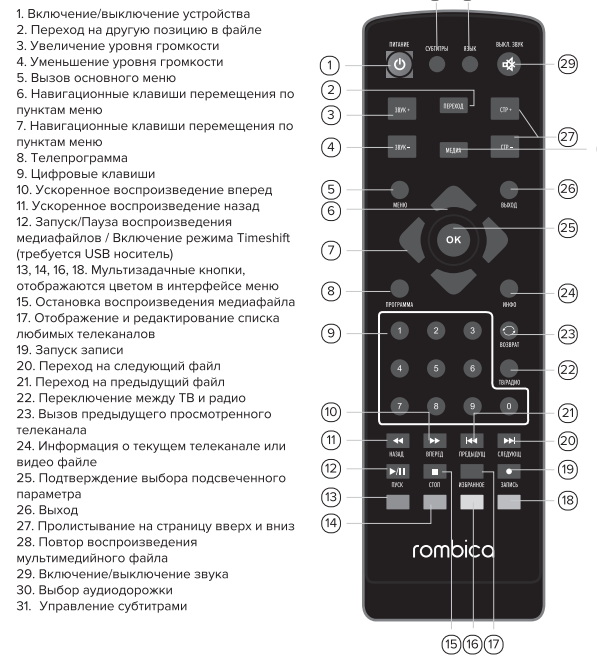 1. Включение/выключение устройства
2. Переход на другую позицию в файле
3. Увеличение уровня громкости
4. Уменьшение уровня громкости
5. Вызов основного меню
6. Навигационные клавиши перемещения по
пунктам меню
7. Навигационные клавиши перемещения по
пунктам меню
8. Телепрограмма
9. Цифровые клавиши
10. Ускоренное воспроизведение вперед
11. Ускоренное воспроизведение назад
12. Запуск/Пауза воспроизведения
медиафайлов / Включение режима Timeshift
(требуется USB носитель)
13, 14, 16, 18. Мультизадачные кнопки,
отображаются цветом в интерфейсе меню
15. Остановка воспроизведения медиафайла
17. Отображение и редактирование списка
любимых телеканалов
19. Запуск записи
20. Переход на следующий файл
21. Переход на предыдущий файл
22. Переключение между ТВ и радио
23. Вызов предыдущего просмотренного
телеканала
24. Информация о текущем телеканале или
видео файле
25. Подтверждение выбора подсвеченного
параметра
26. Выход
27. Пролистывание на страницу вверх и вниз
28. Повтор воспроизведения
мультимедийного файла
29. Включение/выключение звука
30. Выбор аудиодорожки
31. Управление субтитрами
ПИТАНИЕ СУБТИТРЫ ЯЗЫК ВЫКЛ. ЗВУК
1 29
2
ПЕРЕХОД
3 ЗВУК+ СТР+
27
4 ЗВУК− МЕДИА СТР−
5 26
МЕНЮ ВЫХОД
6
25
OK
7
8 24
ПРОГРАММА ИНФО
9 1 2 3 23
ВОЗВРАТ
4 5 6 22
ТВ/РАДИО
7 8 9 0
10 21
11 20
НАЗАД ВПЕРЕД ПРЕДЫДУЩ СЛЕДУЮЩ
12 19
ПУСК СТОП ИЗБРАННОЕ ЗАПИСЬ
13 18
14
rombica
15 16 17